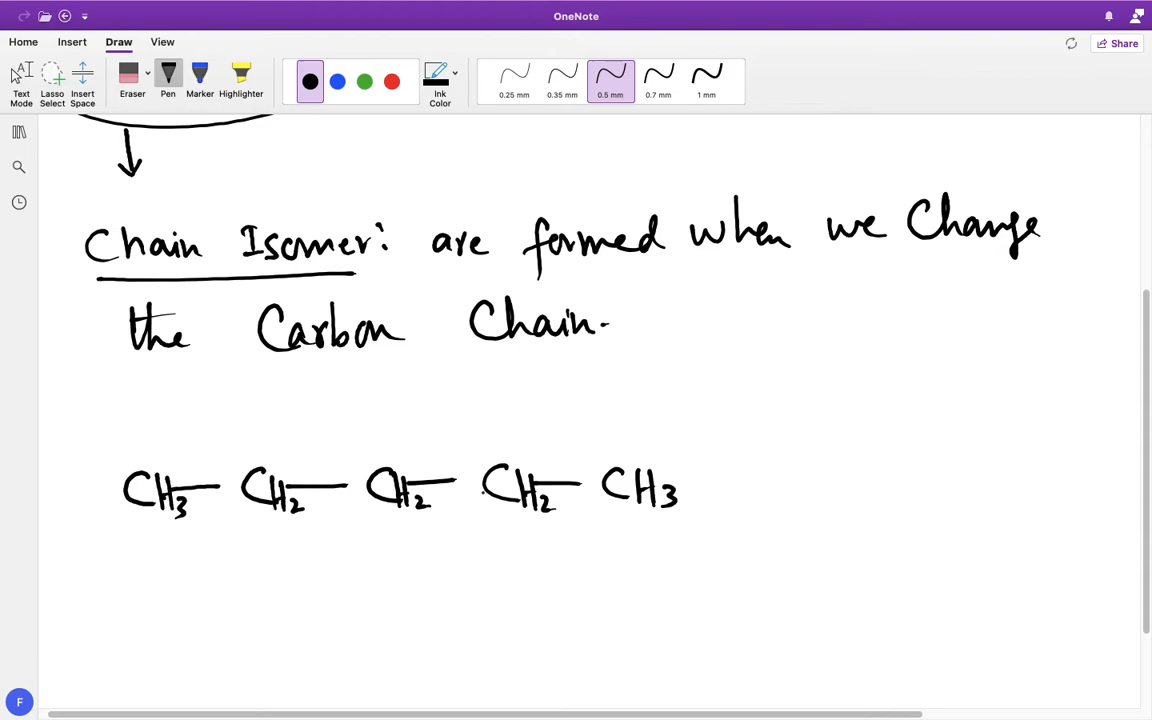 OneNote
Home Insert Draw View Share
Text Mode Lasso Select Insert Space Eraser Pen Marker Highlighter Ink Color 0.25 mm 0.35 mm 0.5 mm 0.7 mm 1 mm
Chain Isomer: are formed when we Change
the Carbon Chain.
CH3— CH2— CH2— CH2— CH3
F